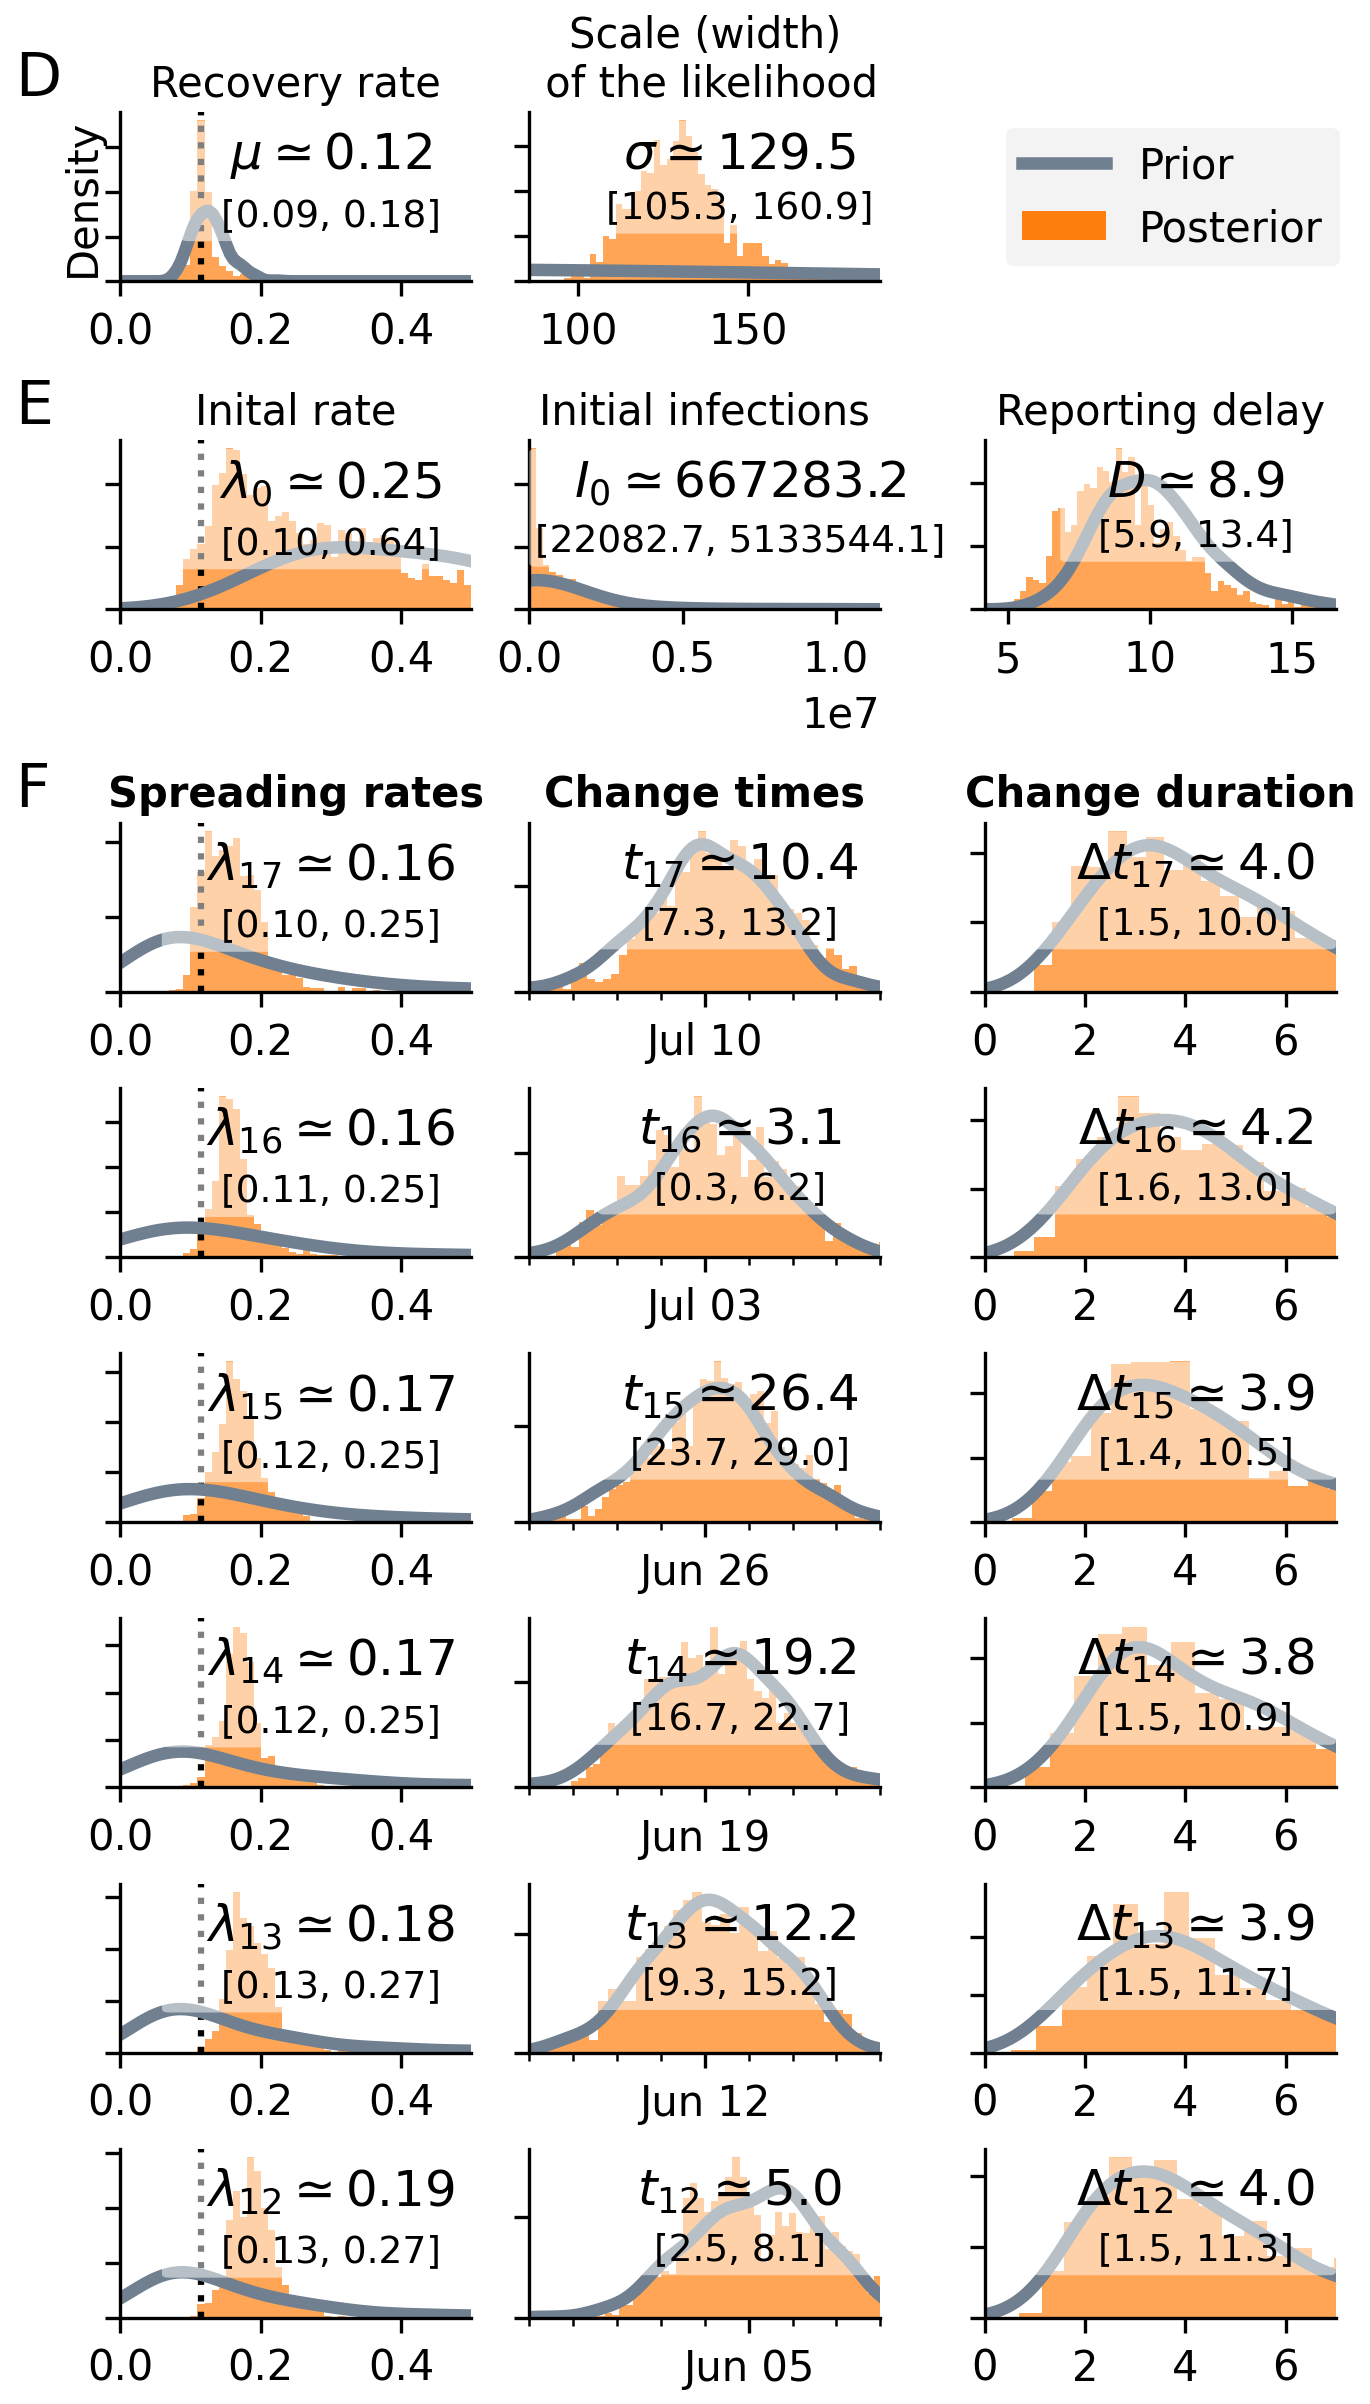 D
Recovery rate
Scale (width)
of the likelihood
Density
μ ≃ 0.12
[0.09, 0.18]
0.0 0.2 0.4
σ ≃ 129.5
[105.3, 160.9]
100 150
Prior
Posterior
E
Inital rate
λ0 ≃ 0.25
[0.10, 0.64]
0.0 0.2 0.4
Initial infections
I0 ≃ 667283.2
[22082.7, 5133544.1]
0.0 0.5 1.0
1e7
Reporting delay
D ≃ 8.9
[5.9, 13.4]
5 10 15
F
Spreading rates
Change times
Change duration
λ17 ≃ 0.16
[0.10, 0.25]
0.0 0.2 0.4
t17 ≃ 10.4
[7.3, 13.2]
Jul 10
Δt17 ≃ 4.0
[1.5, 10.0]
0 2 4 6
λ16 ≃ 0.16
[0.11, 0.25]
0.0 0.2 0.4
t16 ≃ 3.1
[0.3, 6.2]
Jul 03
Δt16 ≃ 4.2
[1.6, 13.0]
0 2 4 6
λ15 ≃ 0.17
[0.12, 0.25]
0.0 0.2 0.4
t15 ≃ 26.4
[23.7, 29.0]
Jun 26
Δt15 ≃ 3.9
[1.4, 10.5]
0 2 4 6
λ14 ≃ 0.17
[0.12, 0.25]
0.0 0.2 0.4
t14 ≃ 19.2
[16.7, 22.7]
Jun 19
Δt14 ≃ 3.8
[1.5, 10.9]
0 2 4 6
λ13 ≃ 0.18
[0.13, 0.27]
0.0 0.2 0.4
t13 ≃ 12.2
[9.3, 15.2]
Jun 12
Δt13 ≃ 3.9
[1.5, 11.7]
0 2 4 6
λ12 ≃ 0.19
[0.13, 0.27]
0.0 0.2 0.4
t12 ≃ 5.0
[2.5, 8.1]
Jun 05
Δt12 ≃ 4.0
[1.5, 11.3]
0 2 4 6